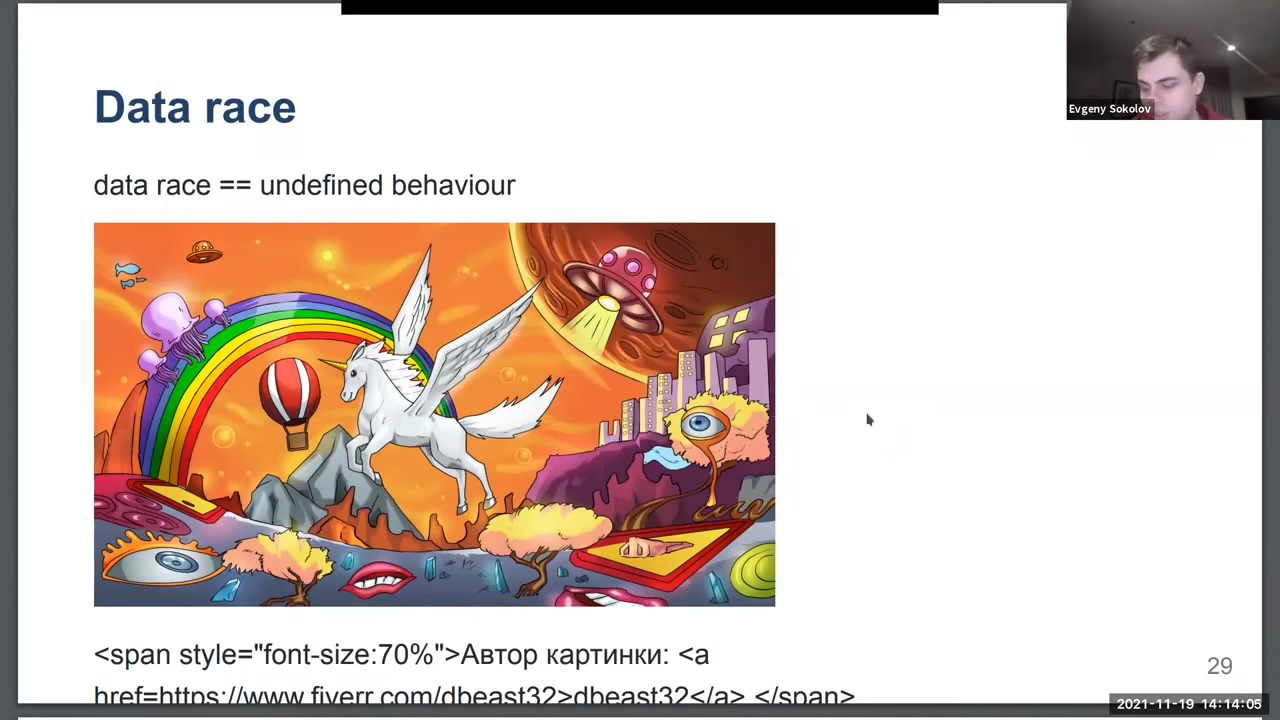 Data race
Evgeny Sokolov
data race == undefined behaviour
<span style="font-size:70%">Автор картинки: <a
href=https://www.fiverr.com/dbeast32>dbeast32</a> </span>
29
2021-11-19 14:14:05